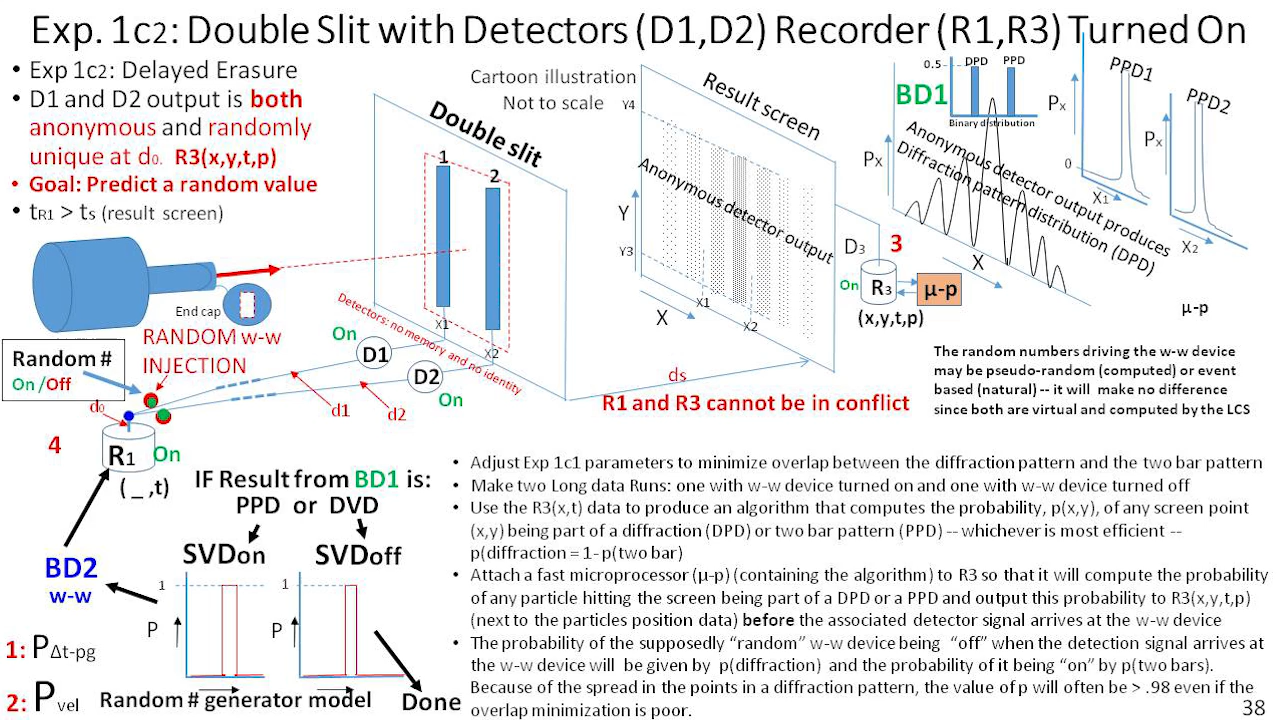 Exp. 1c2: Double Slit with Detectors (D1,D2) Recorder (R1,R3) Turned On
• Exp 1c2: Delayed Erasure
• D1 and D2 output is both
anonymous and randomly
unique at d0. R3(x,y,t,p)
• Goal: Predict a random value
• tR1 > ts (result screen)
Cartoon illustration
Not to scale
Double slit
1
2
X1
X2
Result screen
Y4
Y
Y3
Anonymous detector output
X1
X2
X
BD1
0.5
DPD PPD
Binary distribution
Px
Anonymous detector output produces
Diffraction pattern distribution (DPD)
X
PPD1
Px
0
X1
PPD2
Px
X2
D3
3
On
R3
μ-p
(x,y,t,p)
μ-p
End cap
RANDOM w-w
INJECTION
Random #
On /Off
Detectors: no memory and no identity
On
D1
D2
On
d0
d1
d2
ds
R1 and R3 cannot be in conflict
The random numbers driving the w-w device
may be pseudo-random (computed) or event
based (natural) -- it will make no difference
since both are virtual and computed by the LCS
4
R1
On
( _ ,t)
IF Result from BD1 is:
PPD or DVD
SVDon
SVDoff
BD2
w-w
1
P
1
P
1: PΔt-pg
2: Pvel
Random # generator model
Done
• Adjust Exp 1c1 parameters to minimize overlap between the diffraction pattern and the two bar pattern
• Make two Long data Runs: one with w-w device turned on and one with w-w device turned off
• Use the R3(x,t) data to produce an algorithm that computes the probability, p(x,y), of any screen point
(x,y) being part of a diffraction (DPD) or two bar pattern (PPD) -- whichever is most efficient --
p(diffraction = 1- p(two bar)
• Attach a fast microprocessor (μ-p) (containing the algorithm) to R3 so that it will compute the probability
of any particle hitting the screen being part of a DPD or a PPD and output this probability to R3(x,y,t,p)
(next to the particles position data) before the associated detector signal arrives at the w-w device
• The probability of the supposedly “random” w-w device being “off” when the detection signal arrives at
the w-w device will be given by p(diffraction) and the probability of it being “on” by p(two bars).
Because of the spread in the points in a diffraction pattern, the value of p will often be > .98 even if the
overlap minimization is poor.
38